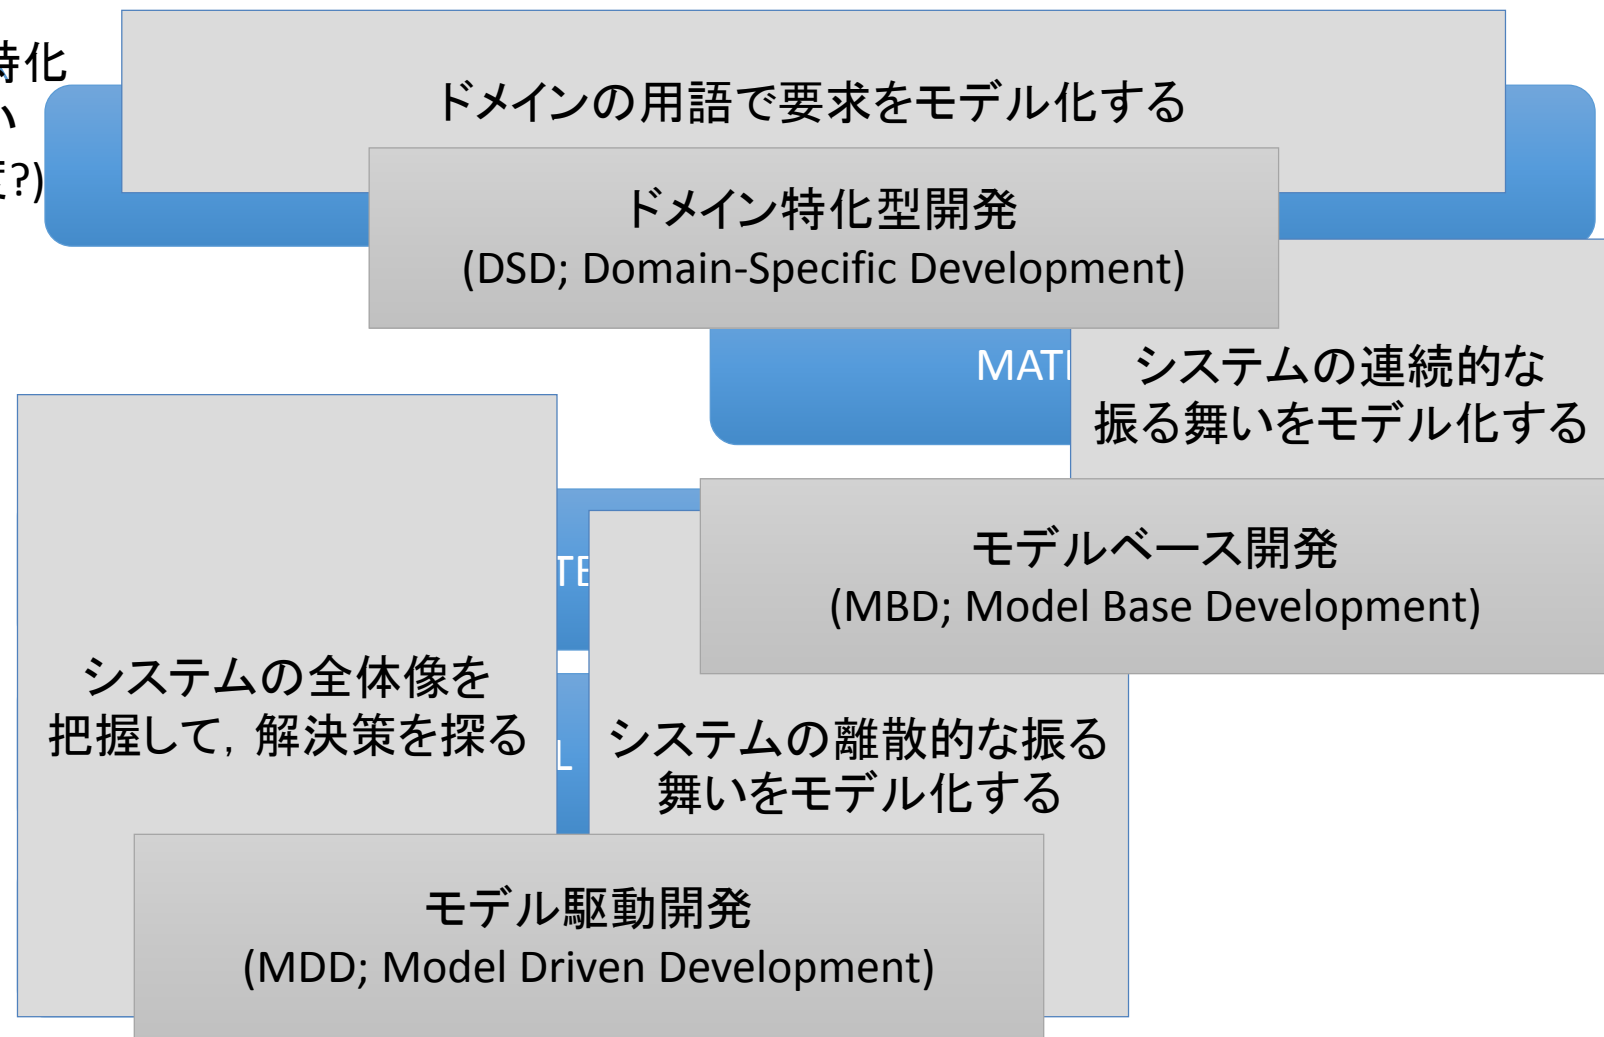 特化
い
?)
ドメインの用語で要求をモデル化する
ドメイン特化型開発
(DSD; Domain-Specific Development)
MAT
システムの連続的な
振る舞いをモデル化する
モデルベース開発
(MBD; Model Base Development)
TE
システムの全体像を
把握して，解決策を探る
L
システムの離散的な振る
舞いをモデル化する
モデル駆動開発
(MDD; Model Driven Development)